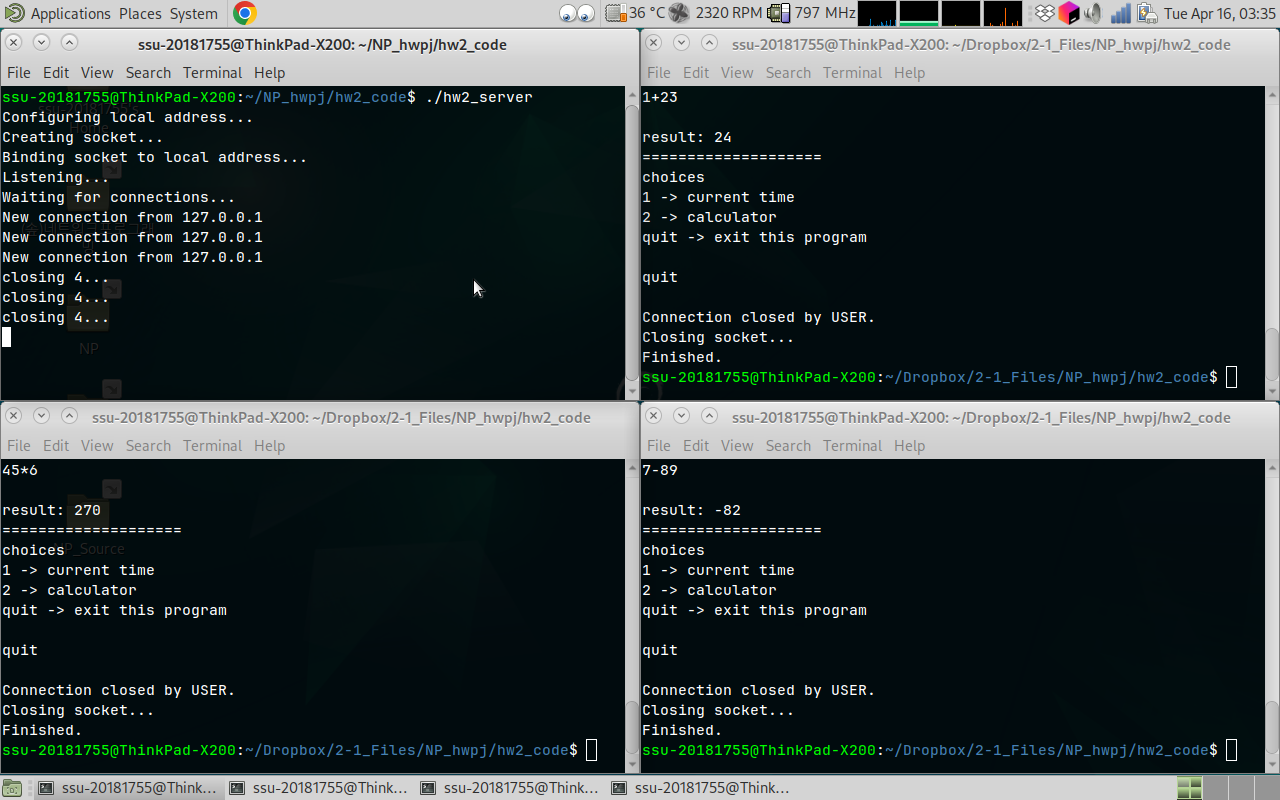 Applications Places System 36 °C 2320 RPM 797 MHz Tue Apr 16, 03:35
ssu-20181755@ThinkPad-X200: ~/NP_hwpj/hw2_code
File Edit View Search Terminal Help
ssu-20181755@ThinkPad-X200:~/NP_hwpj/hw2_code$ ./hw2_server
Configuring local address...
Creating socket...
Binding socket to local address...
Listening...
Waiting for connections...
New connection from 127.0.0.1
New connection from 127.0.0.1
New connection from 127.0.0.1
closing 4...
closing 4...
closing 4...
NP
ssu-20181755@ThinkPad-X200: ~/Dropbox/2-1_Files/NP_hwpj/hw2_code
File Edit View Search Terminal Help
1+23
result: 24
=====================
choices
1 -> current time
2 -> calculator
quit -> exit this program
quit
Connection closed by USER.
Closing socket...
Finished.
ssu-20181755@ThinkPad-X200:~/Dropbox/2-1_Files/NP_hwpj/hw2_code$
ssu-20181755@ThinkPad-X200: ~/Dropbox/2-1_Files/NP_hwpj/hw2_code
File Edit View Search Terminal Help
45*6
result: 270
====================
choices
NP_Source
1 -> current time
2 -> calculator
quit -> exit this program
quit
Connection closed by USER.
Closing socket...
Finished.
ssu-20181755@ThinkPad-X200:~/Dropbox/2-1_Files/NP_hwpj/hw2_code$
ssu-20181755@ThinkPad-X200: ~/Dropbox/2-1_Files/NP_hwpj/hw2_code
File Edit View Search Terminal Help
7-89
result: -82
====================
choices
1 -> current time
2 -> calculator
quit -> exit this program
quit
Connection closed by USER.
Closing socket...
Finished.
ssu-20181755@ThinkPad-X200:~/Dropbox/2-1_Files/NP_hwpj/hw2_code$
ssu-20181755@Think... ssu-20181755@Think... ssu-20181755@Think... ssu-20181755@Think...